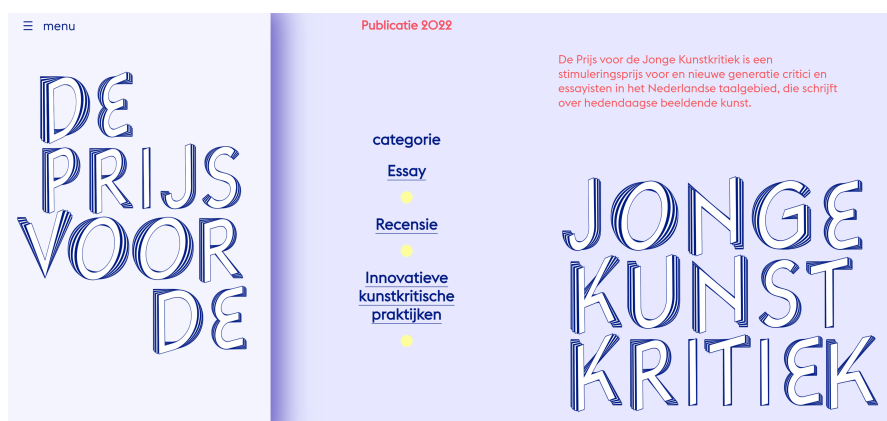 menu
DE
PRIJS
VOOR
DE
Publicatie 2022
categorie
Essay
Recensie
Innovatieve
kunstkritische
praktijken
De Prijs voor de Jonge Kunstkritiek is een
stimuleringsprijs voor en nieuwe generatie critici en
essayisten in het Nederlandse taalgebied, die schrijft
over hedendaagse beeldende kunst.
JONGE
KUNST
KRITIEK